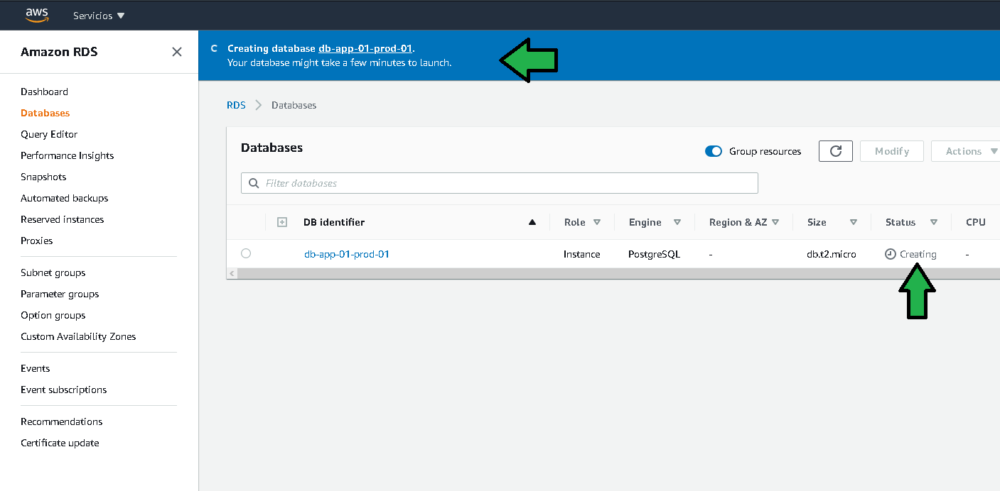 aws
Servicios
Amazon RDS
Dashboard
Databases
Query Editor
Performance Insights
Snapshots
Automated backups
Reserved instances
Proxies
Subnet groups
Parameter groups
Option groups
Custom Availability Zones
Events
Event subscriptions
Recommendations
Certificate update
Creating database db-app-01-prod-01.
Your database might take a few minutes to launch.
RDS > Databases
Databases
Group resources
Modify
Actions
Filter databases
DB identifier Role Engine Region & AZ Size Status CPU
db-app-01-prod-01 Instance PostgreSQL - db.t2.micro Creating -